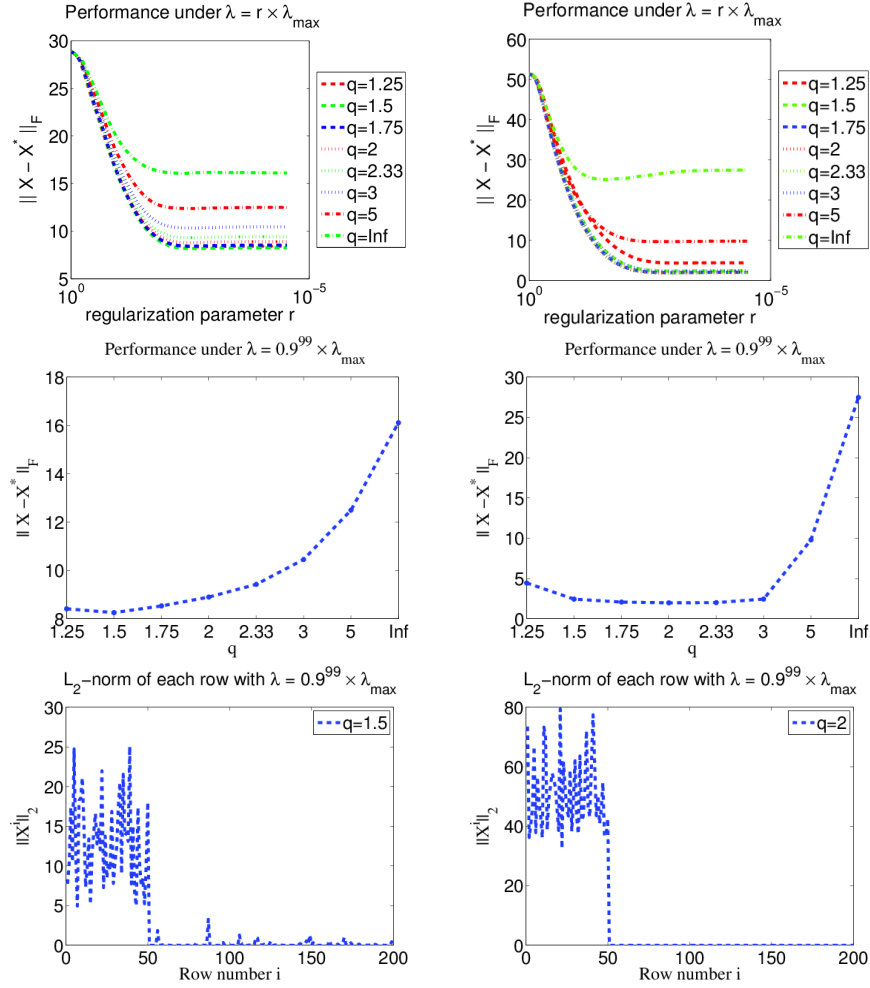 Performance under λ = r × λmax
30
25
20
15
10
5
|| X − X* ||F
10^0
10^−5
regularization parameter r
q=1.25
q=1.5
q=1.75
q=2
q=2.33
q=3
q=5
q=Inf
Performance under λ = r × λmax
60
50
40
30
20
10
0
|| X − X* ||F
10^0
10^−5
regularization parameter r
q=1.25
q=1.5
q=1.75
q=2
q=2.33
q=3
q=5
q=Inf
Performance under λ = 0.9^99 × λmax
18
16
14
12
10
8
|| X −X* ||F
1.25 1.5 1.75 2 2.33 3 5 Inf
q
Performance under λ = 0.9^99 × λmax
30
25
20
15
10
5
0
|| X −X* ||F
1.25 1.5 1.75 2 2.33 3 5 Inf
q
L2−norm of each row with λ = 0.9^99 × λmax
30
25
20
15
10
5
0
||X^i||2
q=1.5
0 50 100 150 200
Row number i
L2−norm of each row with λ = 0.9^99 × λmax
80
60
40
20
0
||X^i||2
q=2
0 50 100 150 200
Row number i